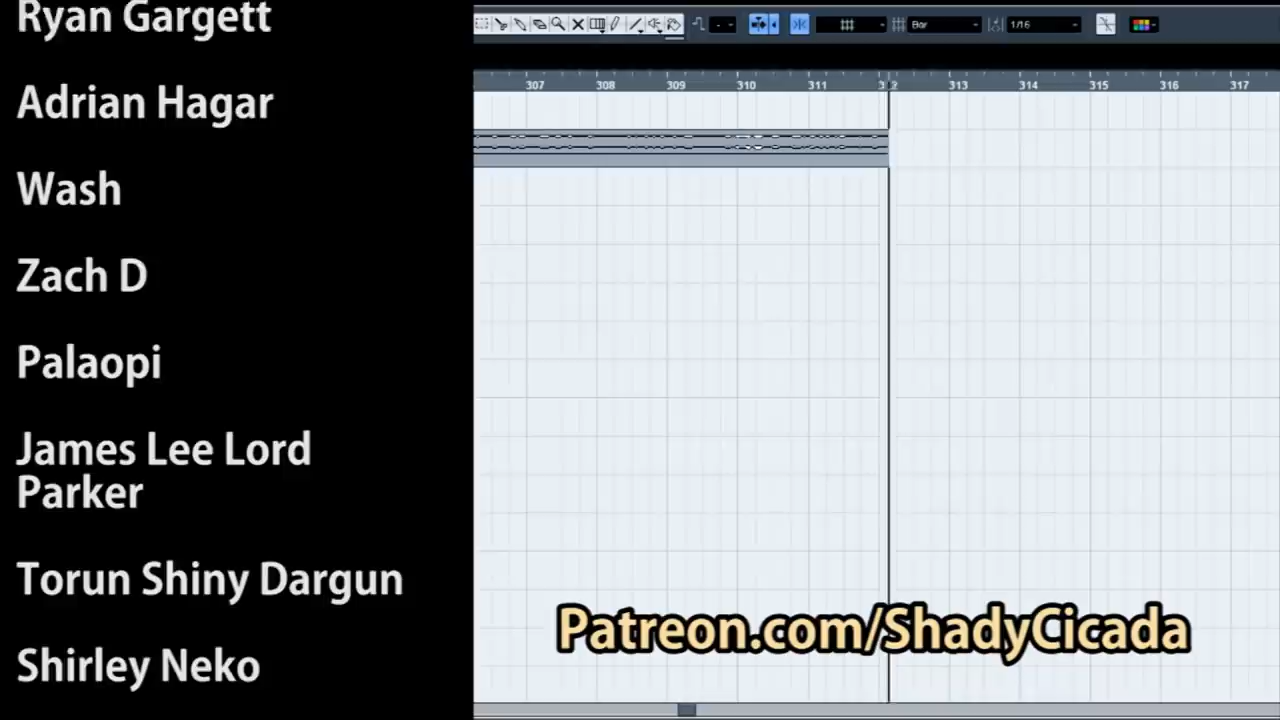 Ryan Gargett
Adrian Hagar
Wash
Zach D
Palaopi
James Lee Lord
Parker
Torun Shiny Dargun
Shirley Neko
Bar
1/16
307 308 309 310 311 313 314 315 316 317
Patreon.com/ShadyCicada